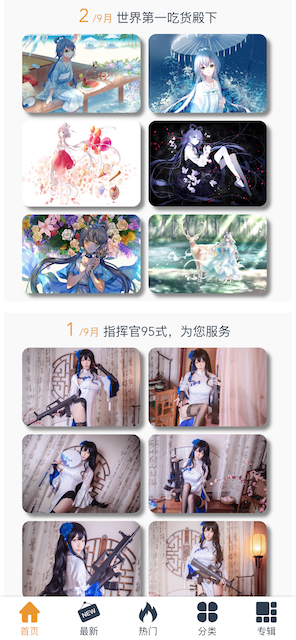 2 /9月 世界第一吃货殿下
1 /9月 指挥官95式，为您服务
首页
NEW
最新
热门
分类
专辑